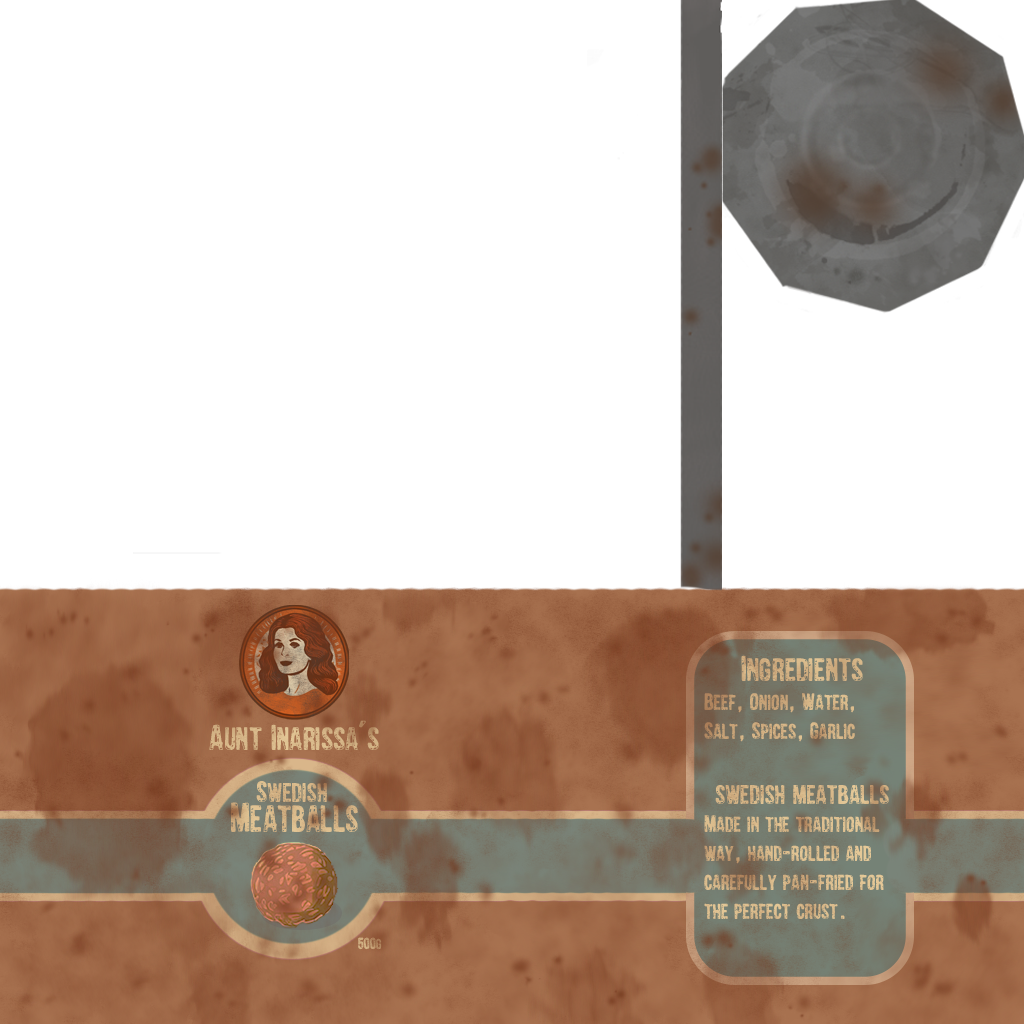 Aunt Inarissa's
Swedish
Meatballs
500g
Ingredients
Beef, Onion, Water,
Salt, Spices, Garlic
Swedish Meatballs
Made in the traditional
way, hand-rolled and
carefully pan-fried for
the perfect crust.